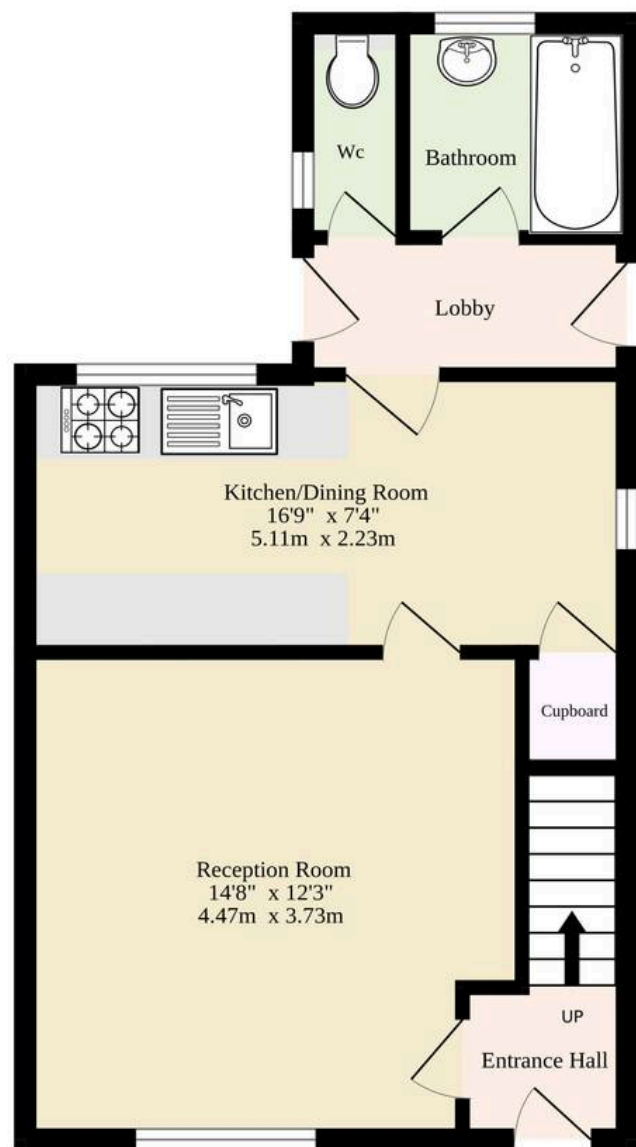 Wc
Bathroom
Lobby
Kitchen/Dining Room
16'9" x 7'4"
5.11m x 2.23m
Cupboard
Reception Room
14'8" x 12'3"
4.47m x 3.73m
UP
Entrance Hall